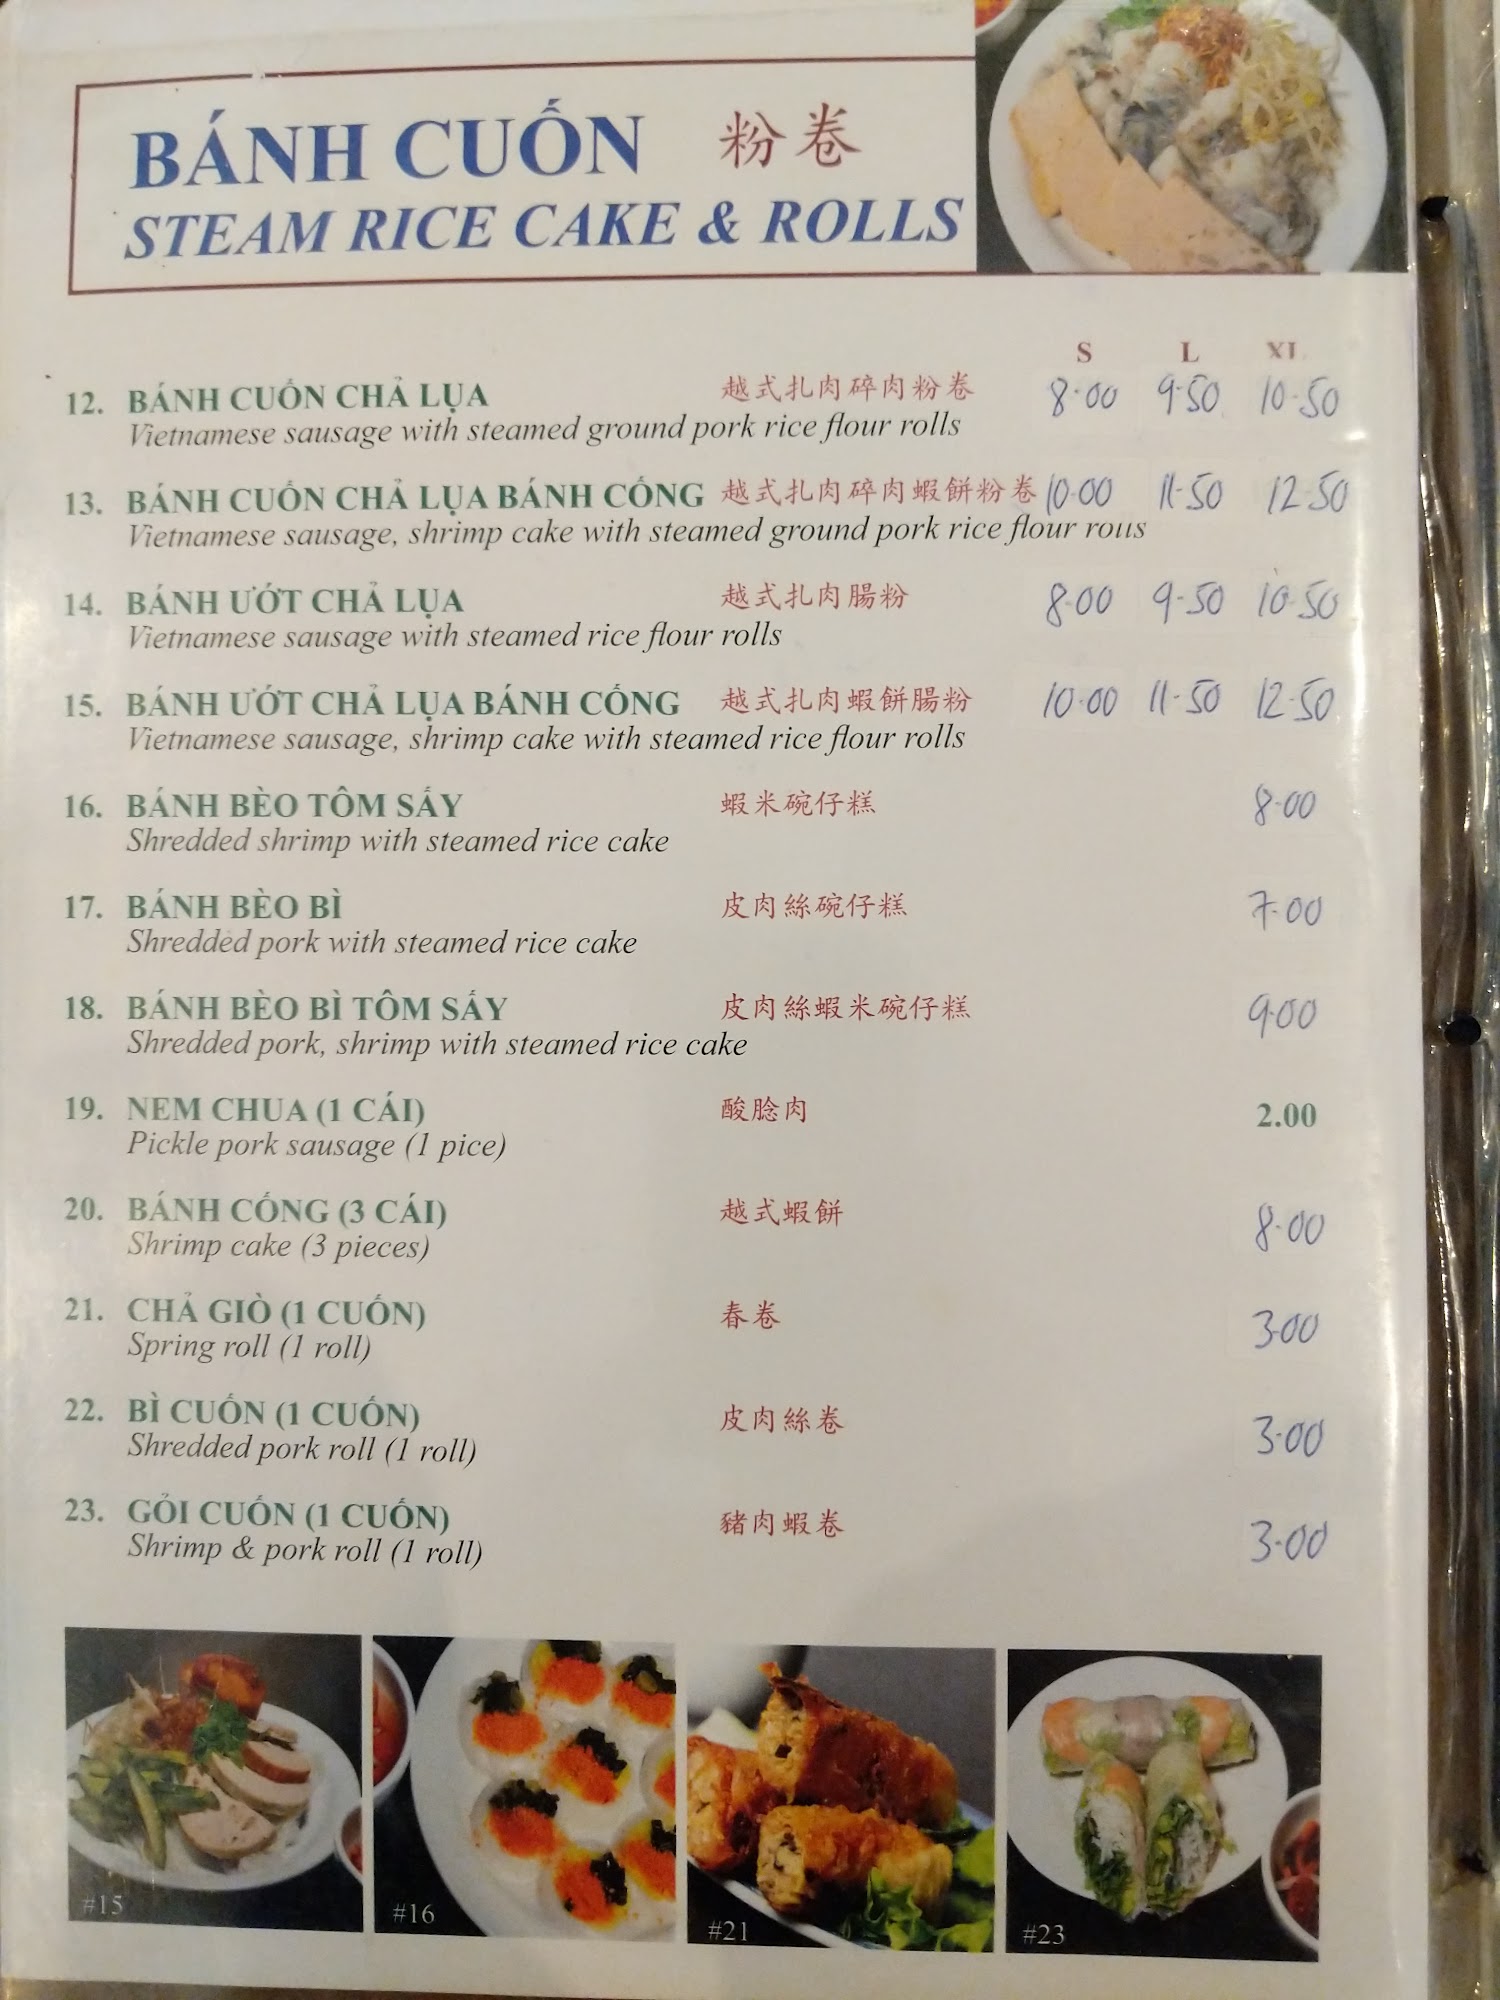 BÁNH CUỐN 粉卷
STEAM RICE CAKE & ROLLS
S L XL
12. BÁNH CUỐN CHẢ LỤA 越式扎肉碎肉粉卷 8.00 9.50 10.50
Vietnamese sausage with steamed ground pork rice flour rolls
13. BÁNH CUỐN CHẢ LỤA BÁNH CỐNG 越式扎肉碎肉蝦餅粉卷 10.00 11.50 12.50
Vietnamese sausage, shrimp cake with steamed ground pork rice flour rolls
14. BÁNH ƯỚT CHẢ LỤA 越式扎肉腸粉 8.00 9.50 10.50
Vietnamese sausage with steamed rice flour rolls
15. BÁNH ƯỚT CHẢ LỤA BÁNH CỐNG 越式扎肉蝦餅腸粉 10.00 11.50 12.50
Vietnamese sausage, shrimp cake with steamed rice flour rolls
16. BÁNH BÈO TÔM SẤY 蝦米碗仔糕 8.00
Shredded shrimp with steamed rice cake
17. BÁNH BÈO BÌ 皮肉絲碗仔糕 7.00
Shredded pork with steamed rice cake
18. BÁNH BÈO BÌ TÔM SẤY 皮肉絲蝦米碗仔糕 9.00
Shredded pork, shrimp with steamed rice cake
19. NEM CHUA (1 CÁI) 酸腍肉 2.00
Pickle pork sausage (1 pice)
20. BÁNH CỐNG (3 CÁI) 越式蝦餅 8.00
Shrimp cake (3 pieces)
21. CHẢ GIÒ (1 CUỐN) 春卷 3.00
Spring roll (1 roll)
22. BÌ CUỐN (1 CUỐN) 皮肉絲卷 3.00
Shredded pork roll (1 roll)
23. GỎI CUỐN (1 CUỐN) 豬肉蝦卷 3.00
Shrimp & pork roll (1 roll)
#15 #16 #21 #23